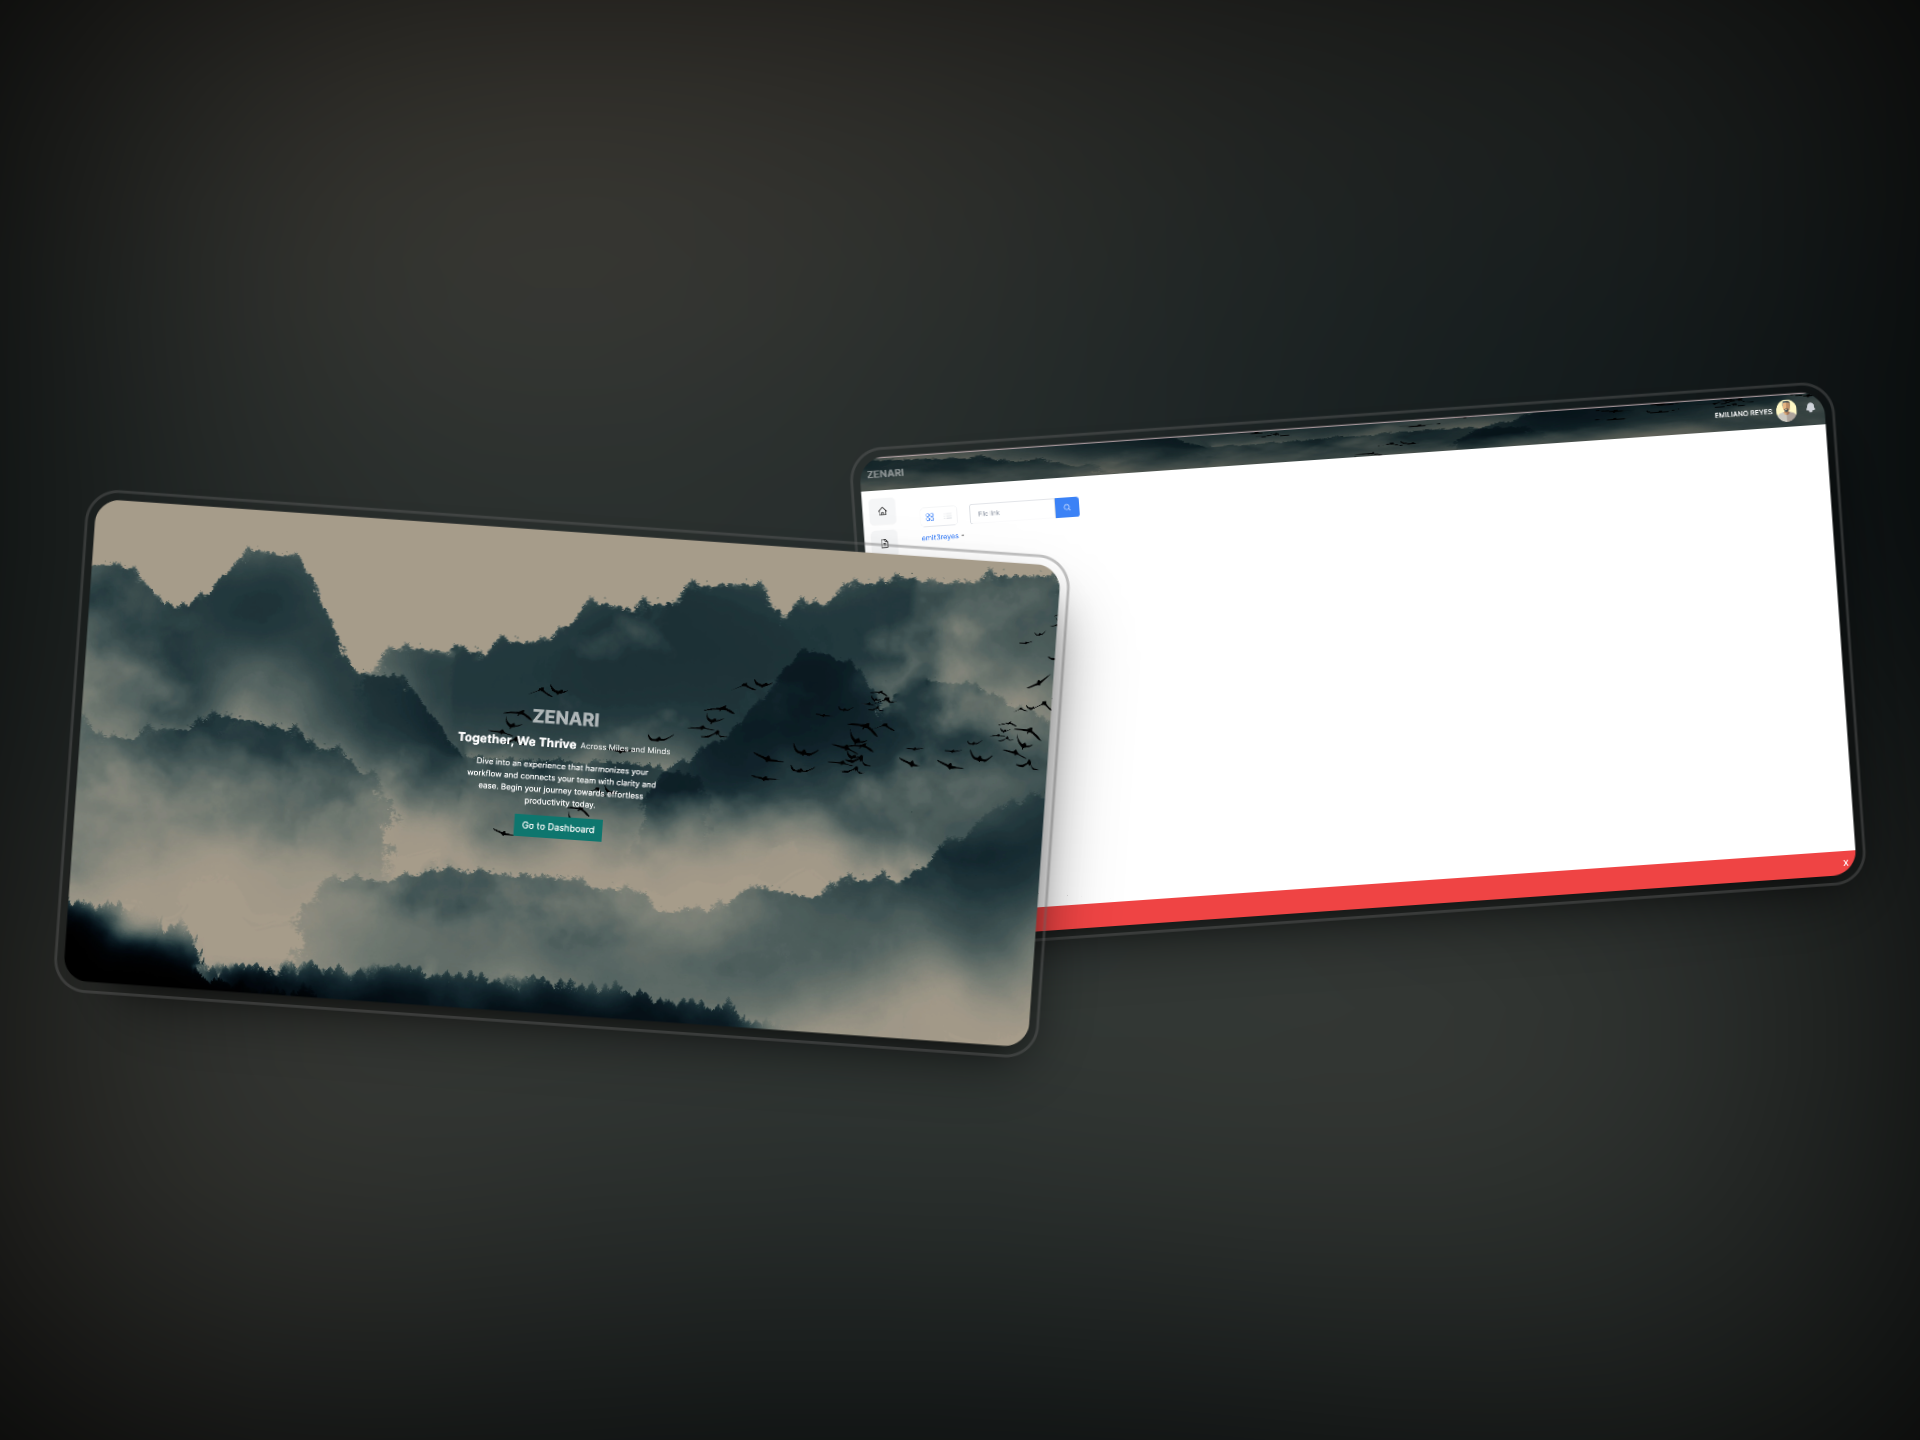 ZENARI
Together, We Thrive Across Miles and Minds
Dive into an experience that harmonizes your
workflow and connects your team with clarity and
ease. Begin your journey towards effortless
productivity today.
Go to Dashboard
ZENARI
EMILIANO REYES
File link
emit3reyes
x